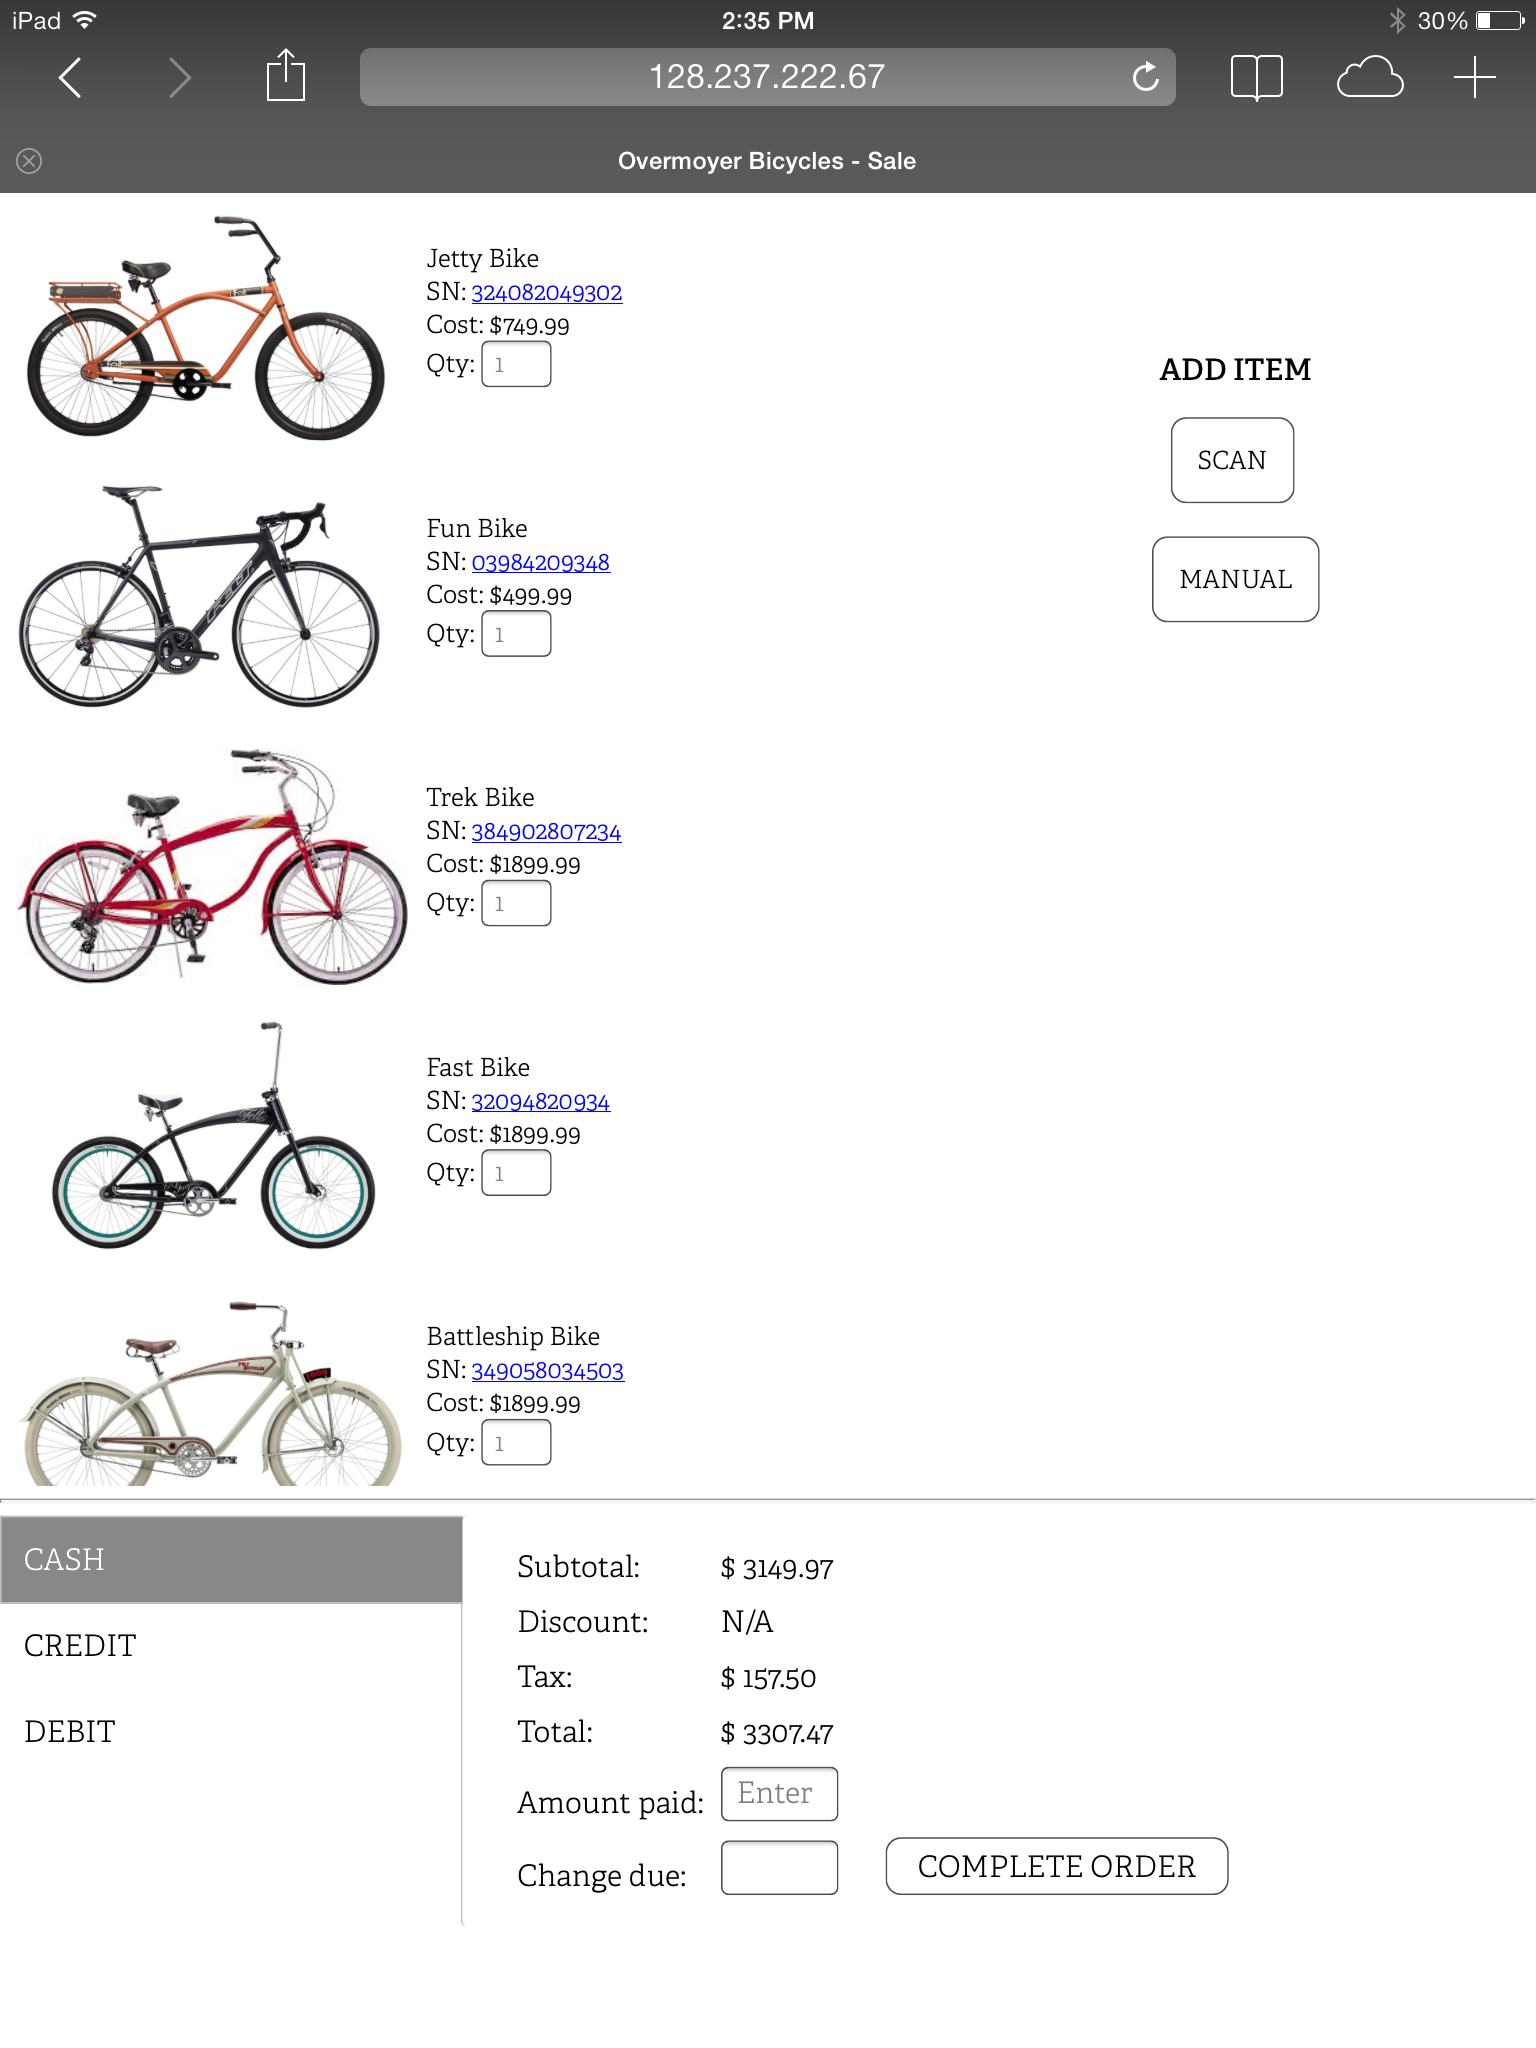 iPad
2:35 PM
30%
128.237.222.67
Overmoyer Bicycles - Sale
Jetty Bike
SN: 324082049302
Cost: $749.99
Qty: 1
ADD ITEM
SCAN
MANUAL
Fun Bike
SN: 03984209348
Cost: $499.99
Qty: 1
Trek Bike
SN: 384902807234
Cost: $1899.99
Qty: 1
Fast Bike
SN: 32094820934
Cost: $1899.99
Qty: 1
Battleship Bike
SN: 349058034503
Cost: $1899.99
Qty: 1
CASH
CREDIT
DEBIT
Subtotal: $ 3149.97
Discount: N/A
Tax: $ 157.50
Total: $ 3307.47
Amount paid: Enter
Change due:
COMPLETE ORDER